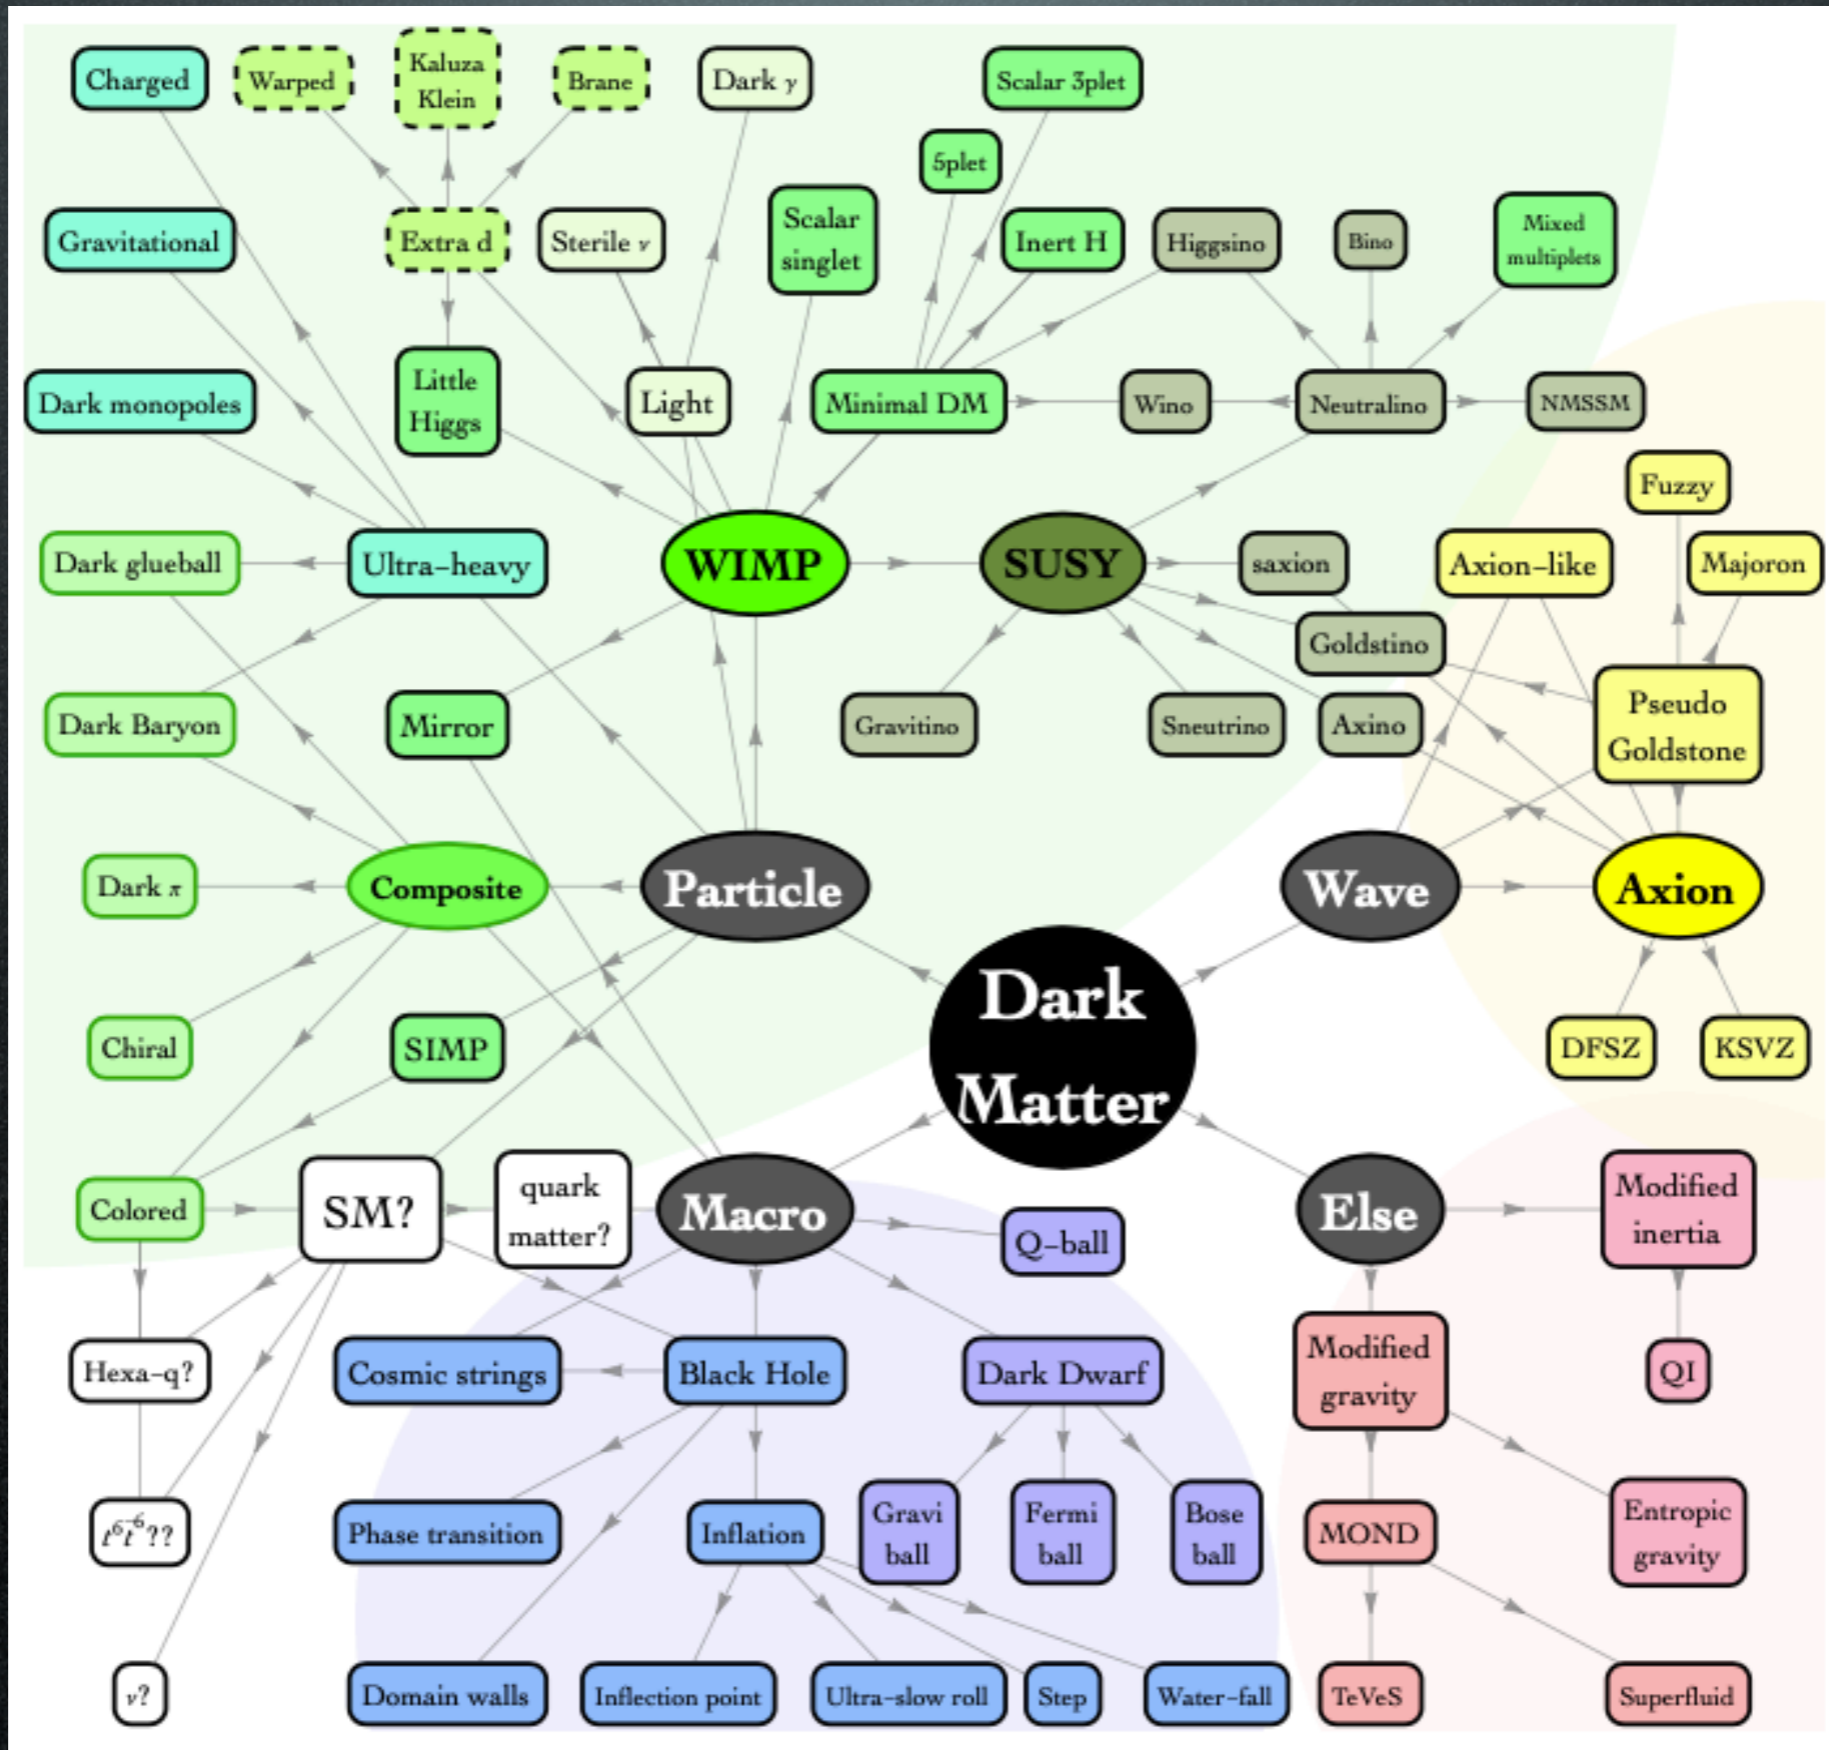 Charged
Warped
Kaluza
Klein
Brane
Dark γ
Scalar 3plet
5plet
Gravitational
Extra d
Sterile ν
Scalar
singlet
Inert H
Higgsino
Bino
Mixed
multiplets
Dark monopoles
Little
Higgs
Light
Minimal DM
Wino
Neutralino
NMSSM
Fuzzy
Dark glueball
Ultra-heavy
WIMP
SUSY
saxion
Axion-like
Majoron
Goldstino
Dark Baryon
Mirror
Gravitino
Sneutrino
Axino
Pseudo
Goldstone
Dark π
Composite
Particle
Wave
Axion
Dark
Matter
Chiral
SIMP
DFSZ
KSVZ
Colored
SM?
quark
matter?
Macro
Q-ball
Else
Modified
inertia
Hexa-q?
Cosmic strings
Black Hole
Dark Dwarf
Modified
gravity
QI
t⁶t̄⁶??
Phase transition
Inflation
Gravi
ball
Fermi
ball
Bose
ball
MOND
Entropic
gravity
ν?
Domain walls
Inflection point
Ultra-slow roll
Step
Water-fall
TeVeS
Superfluid